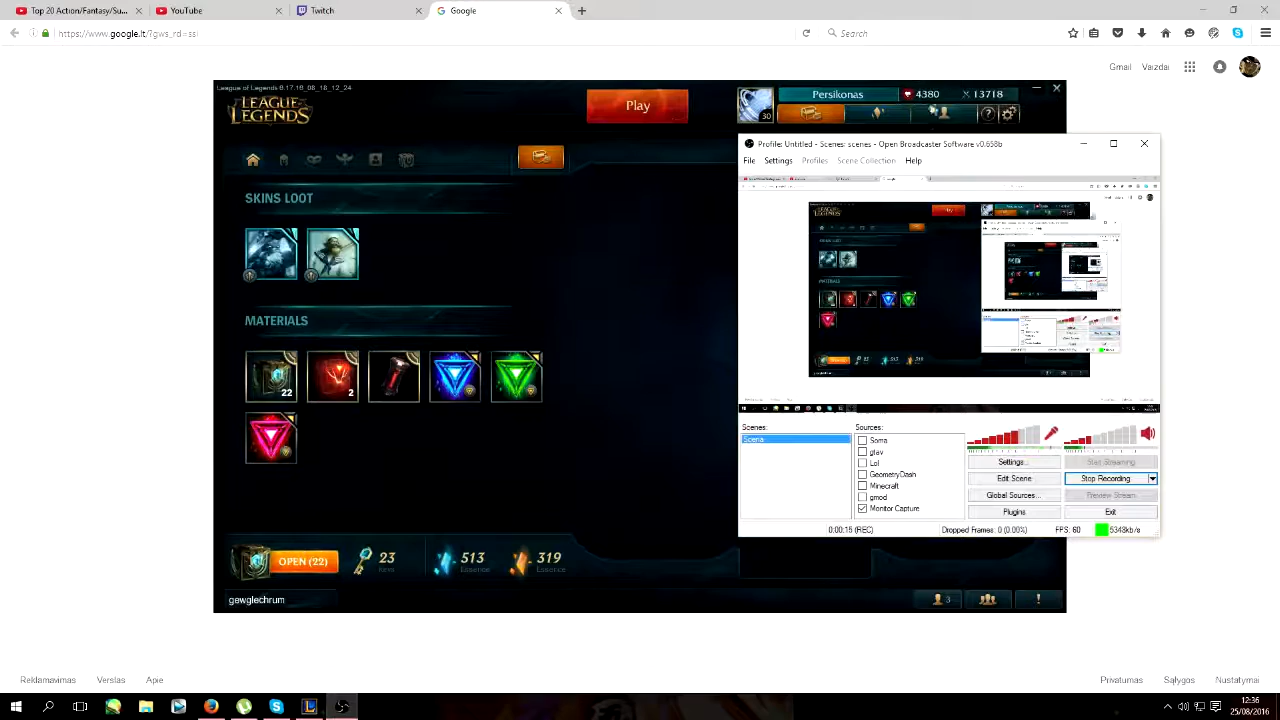 Top 20 Action/Fantasy/Su...
YouTube
Twitch
Google
https://www.google.lt/?gws_rd=ssl
Search
Gmail
Vaizdai
League of Legends 6.17.16_08_18_12_24
LEAGUE OF LEGENDS
Play
30
Persikonas
4380
13718
SKINS LOOT
MATERIALS
22
2
OPEN (22)
23
513
Essence
319
Essence
gewglechrum
3
Profile: Untitled - Scenes: scenes - Open Broadcaster Software v0.658b
File
Settings
Profiles
Scene Collection
Help
Scenes:
Scena
Sources:
Soma
gtav
Lol
GeometryDash
Minecraft
gmod
Monitor Capture
Settings...
Start Streaming
Edit Scene
Stop Recording
Global Sources...
Preview Stream
Plugins
Exit
0:00:15 (REC)
Dropped Frames: 0 (0.00%)
FPS: 60
5348kb/s
Reklamavimas
Verslas
Apie
Privatumas
Sąlygos
Nustatymai
12:36
25/08/2016